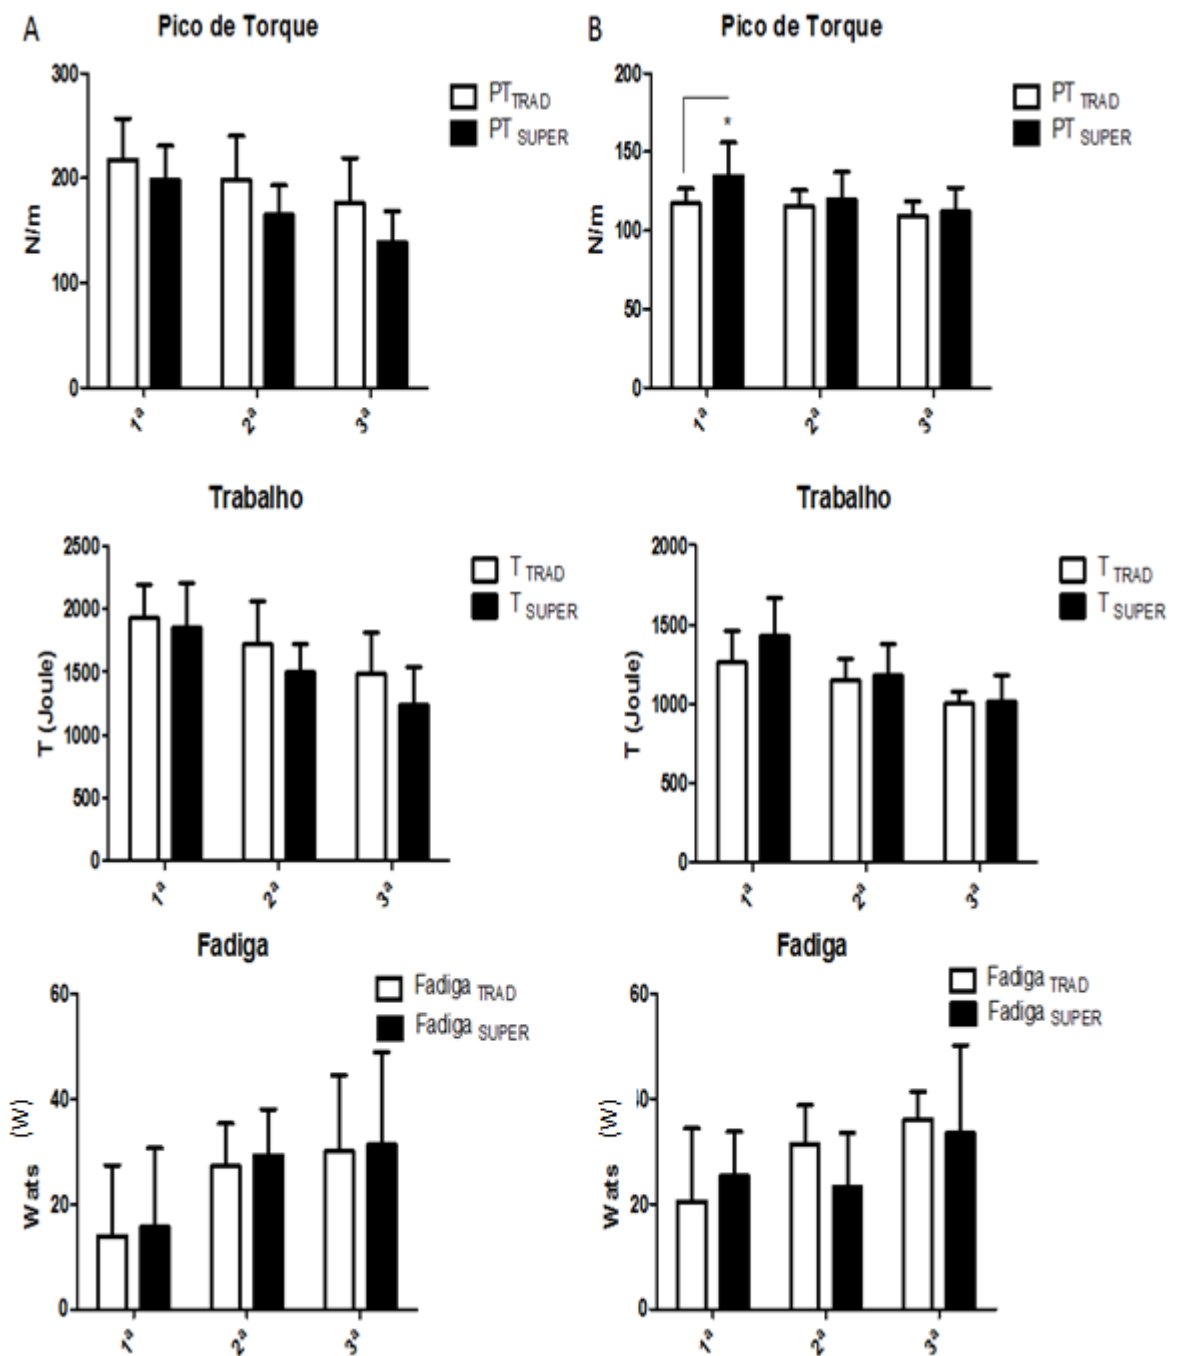 A
Pico de Torque
300
200
100
0
N/m
PT TRAD
PT SUPER
1ª
2ª
3ª
B
Pico de Torque
200
150
100
50
0
N/m
*
PT TRAD
PT SUPER
1ª
2ª
3ª
Trabalho
2500
2000
1500
1000
500
0
T (Joule)
T TRAD
T SUPER
1ª
2ª
3ª
Trabalho
2000
1500
1000
500
0
T (Joule)
T TRAD
T SUPER
1ª
2ª
3ª
Fadiga
60
40
20
0
Wats (W)
Fadiga TRAD
Fadiga SUPER
1ª
2ª
3ª
Fadiga
60
40
20
0
Wats (W)
Fadiga TRAD
Fadiga SUPER
1ª
2ª
3ª